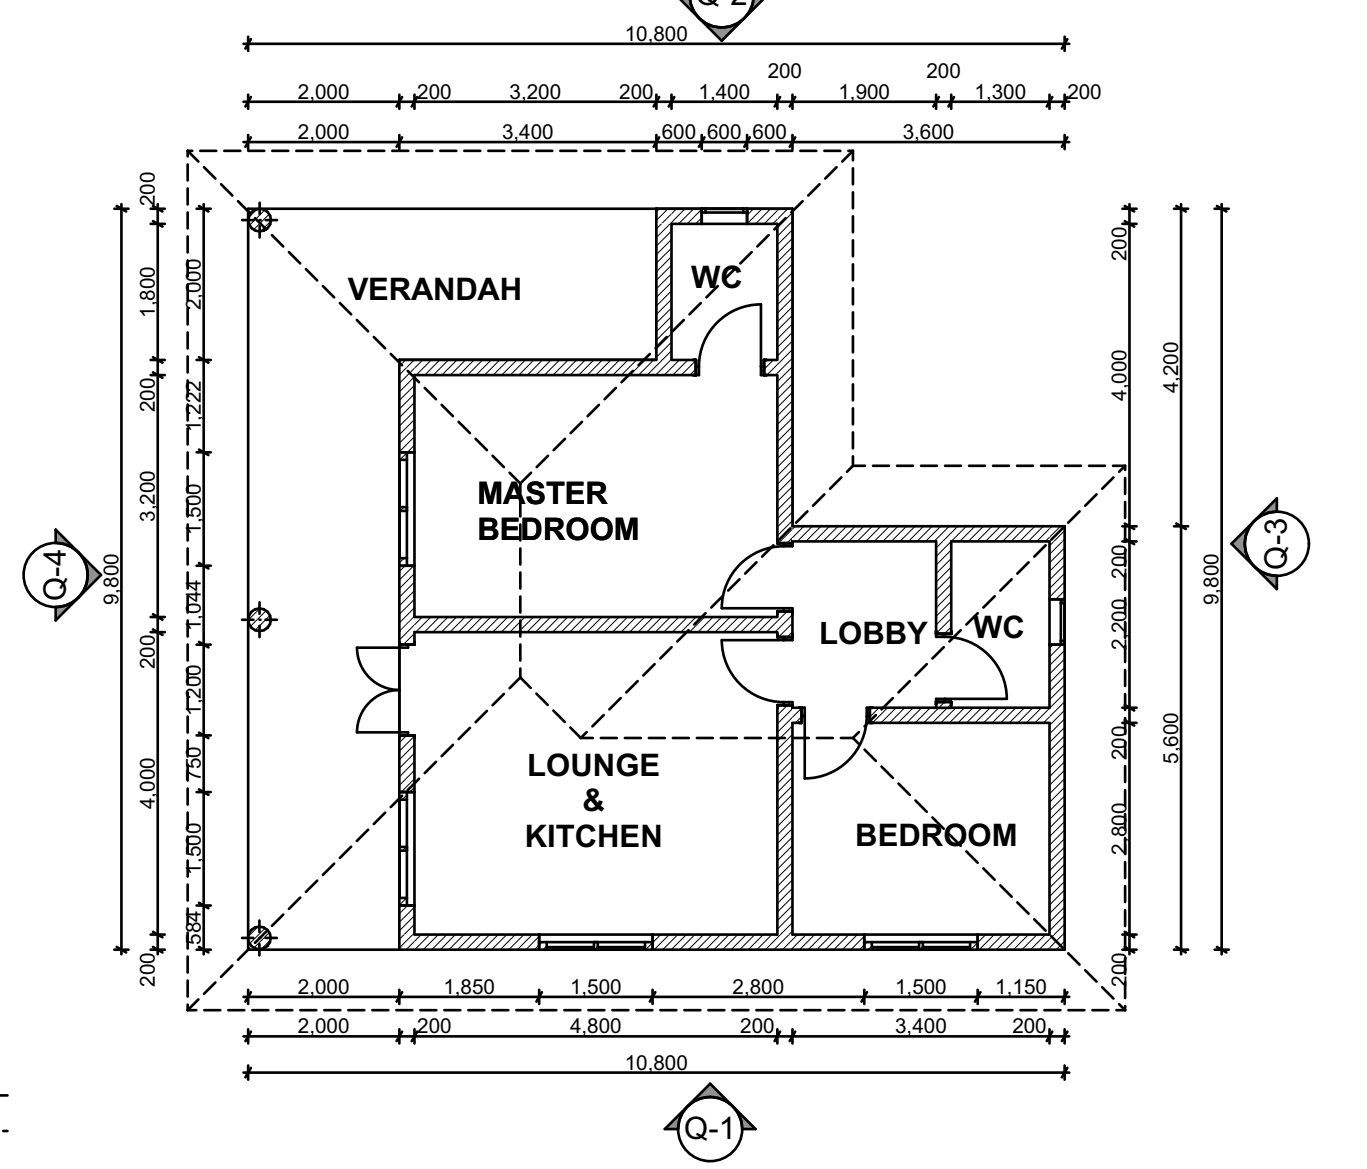 Q-2
10,800
200 200
2,000 200 3,200 200 1,400 1,900 1,300 200
2,000 3,400 600 600 600 3,600
200
1,800
200
3,200
200
4,000
200
9,800
2,000
1,222
1,500
1,044
1,200
750
1,500
584
VERANDAH
WC
MASTER
BEDROOM
LOBBY
WC
LOUNGE
&
KITCHEN
BEDROOM
200
4,000
200
2,200
200
2,800
200
4,200
5,600
9,800
Q-4
Q-3
2,000 1,850 1,500 2,800 1,500 1,150
2,000 200 4,800 200 3,400 200
10,800
Q-1